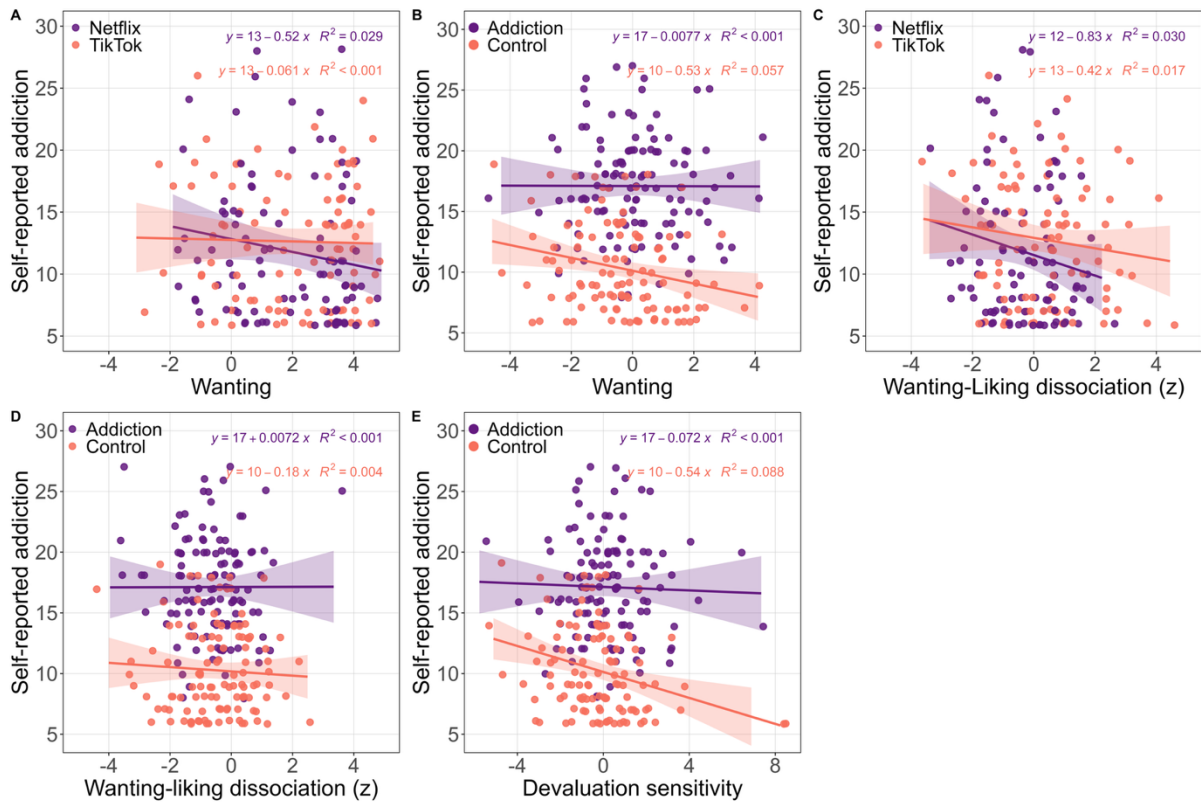 A
Netflix
TikTok
y = 13 − 0.52 x R² = 0.029
y = 13 − 0.061 x R² < 0.001
Self-reported addiction
30
25
20
15
10
5
-4 -2 0 2 4
Wanting
B
Addiction
Control
y = 17 − 0.0077 x R² < 0.001
y = 10 − 0.53 x R² = 0.057
Self-reported addiction
30
25
20
15
10
5
-4 -2 0 2 4
Wanting
C
Netflix
TikTok
y = 12 − 0.83 x R² = 0.030
y = 13 − 0.42 x R² = 0.017
Self-reported addiction
30
25
20
15
10
5
-4 -2 0 2 4
Wanting-Liking dissociation (z)
D
Addiction
Control
y = 17 + 0.0072 x R² < 0.001
y = 10 − 0.18 x R² = 0.004
Self-reported addiction
30
25
20
15
10
5
-4 -2 0 2 4
Wanting-liking dissociation (z)
E
Addiction
Control
y = 17 − 0.072 x R² < 0.001
y = 10 − 0.54 x R² = 0.088
Self-reported addiction
30
25
20
15
10
5
-4 0 4 8
Devaluation sensitivity